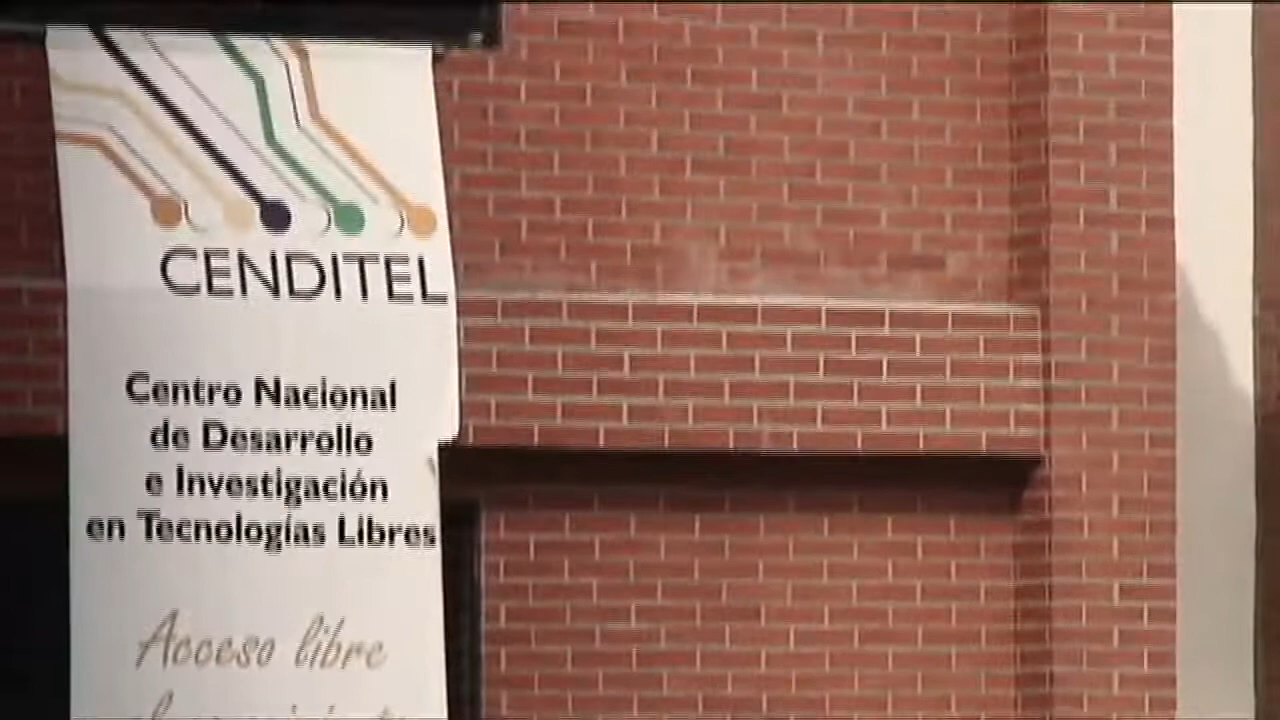 CENDITEL
Centro Nacional
de Desarrollo
e Investigación
en Tecnologías Libres
Acceso libre